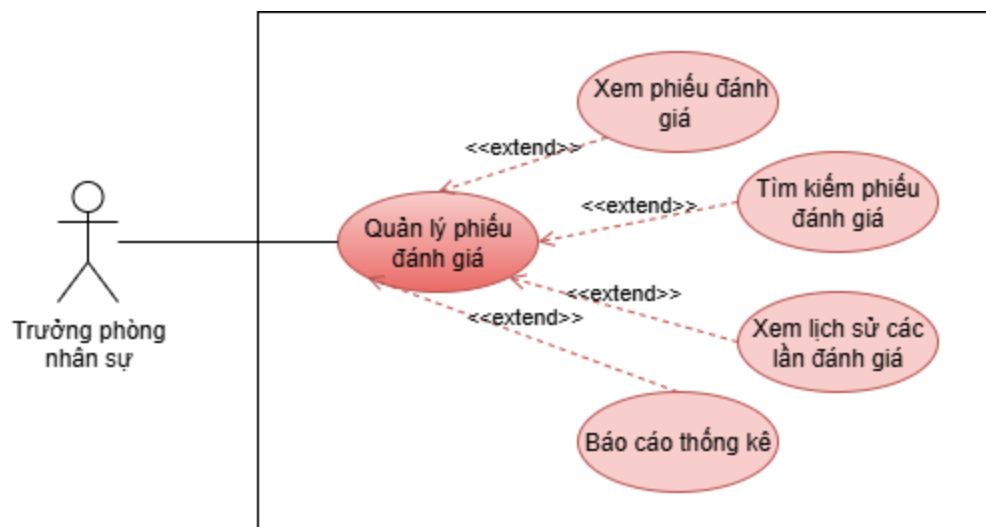 Xem phiếu đánh
giá
<<extend>>
Tìm kiếm phiếu
đánh giá
<<extend>>
Quản lý phiếu
đánh giá
<<extend>>
<<extend>>
Trưởng phòng
nhân sự
Xem lịch sử các
lần đánh giá
Báo cáo thống kê